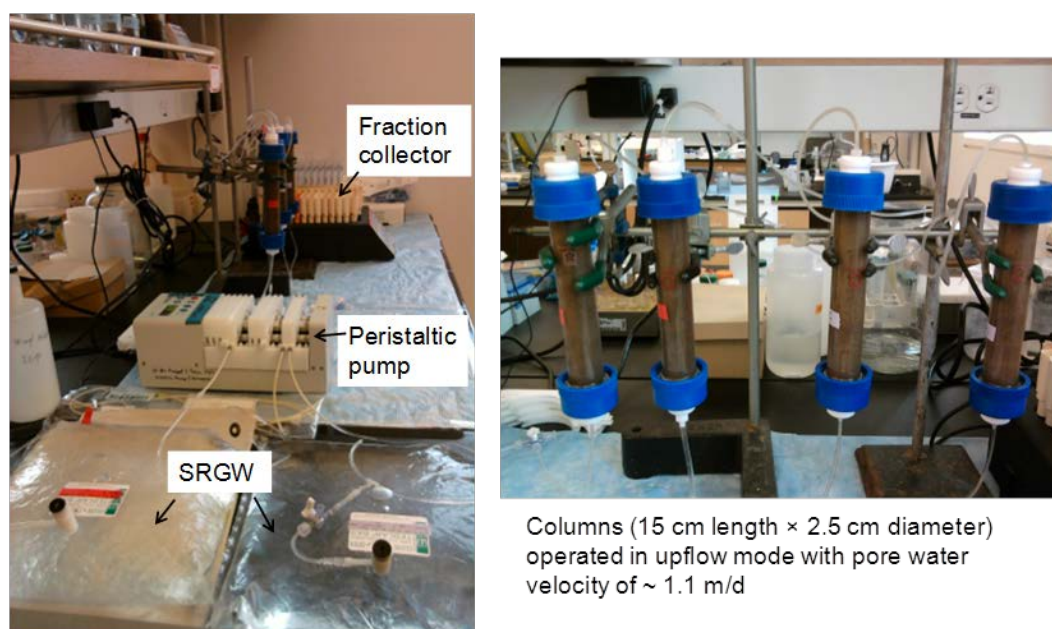 Fraction
collector
Peristaltic
pump
SRGW
Columns (15 cm length × 2.5 cm diameter)
operated in upflow mode with pore water
velocity of ~ 1.1 m/d